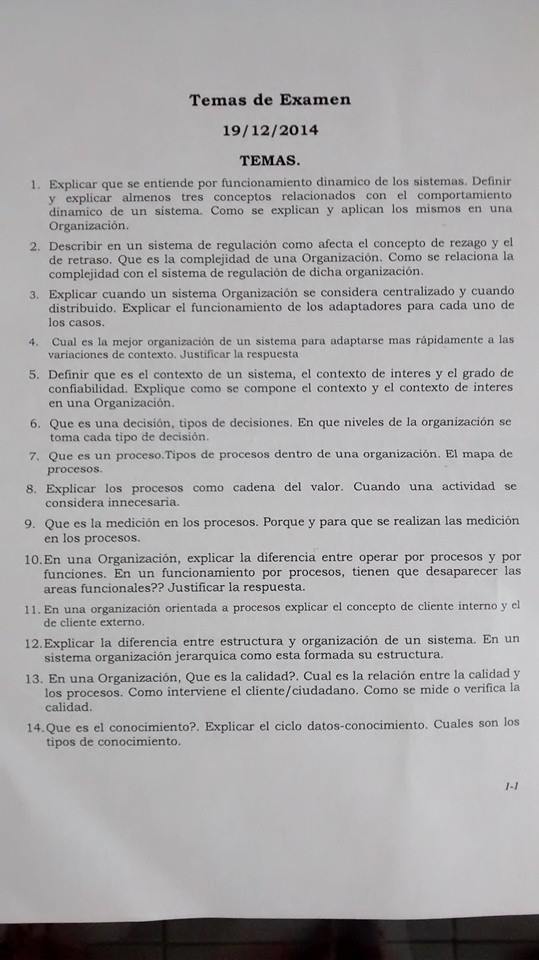 Temas de Examen
19/12/2014
TEMAS.
1. Explicar que se entiende por funcionamiento dinamico de los sistemas. Definir
y explicar almenos tres conceptos relacionados con el comportamiento
dinamico de un sistema. Como se explican y aplican los mismos en una
Organización.
2. Describir en un sistema de regulación como afecta el concepto de rezago y el
de retraso. Que es la complejidad de una Organización. Como se relaciona la
complejidad con el sistema de regulación de dicha organización.
3. Explicar cuando un sistema Organización se considera centralizado y cuando
distribuido. Explicar el funcionamiento de los adaptadores para cada uno de
los casos.
4. Cual es la mejor organización de un sistema para adaptarse mas rápidamente a las
variaciones de contexto. Justificar la respuesta
5. Definir que es el contexto de un sistema, el contexto de interes y el grado de
confiabilidad. Explique como se compone el contexto y el contexto de interes
en una Organización.
6. Que es una decisión, tipos de decisiones. En que niveles de la organización se
toma cada tipo de decisión.
7. Que es un proceso.Tipos de procesos dentro de una organización. El mapa de
procesos.
8. Explicar los procesos como cadena del valor. Cuando una actividad se
considera innecesaria.
9. Que es la medición en los procesos. Porque y para que se realizan las medición
en los procesos.
10.En una Organización, explicar la diferencia entre operar por procesos y por
funciones. En un funcionamiento por procesos, tienen que desaparecer las
areas funcionales?? Justificar la respuesta.
11. En una organización orientada a procesos explicar el concepto de cliente interno y el
de cliente externo.
12.Explicar la diferencia entre estructura y organización de un sistema. En un
sistema organización jerarquica como esta formada su estructura.
13. En una Organización, Que es la calidad?. Cual es la relación entre la calidad y
los procesos. Como interviene el cliente/ciudadano. Como se mide o verifica la
calidad.
14.Que es el conocimiento?. Explicar el ciclo datos-conocimiento. Cuales son los
tipos de conocimiento.
1-1